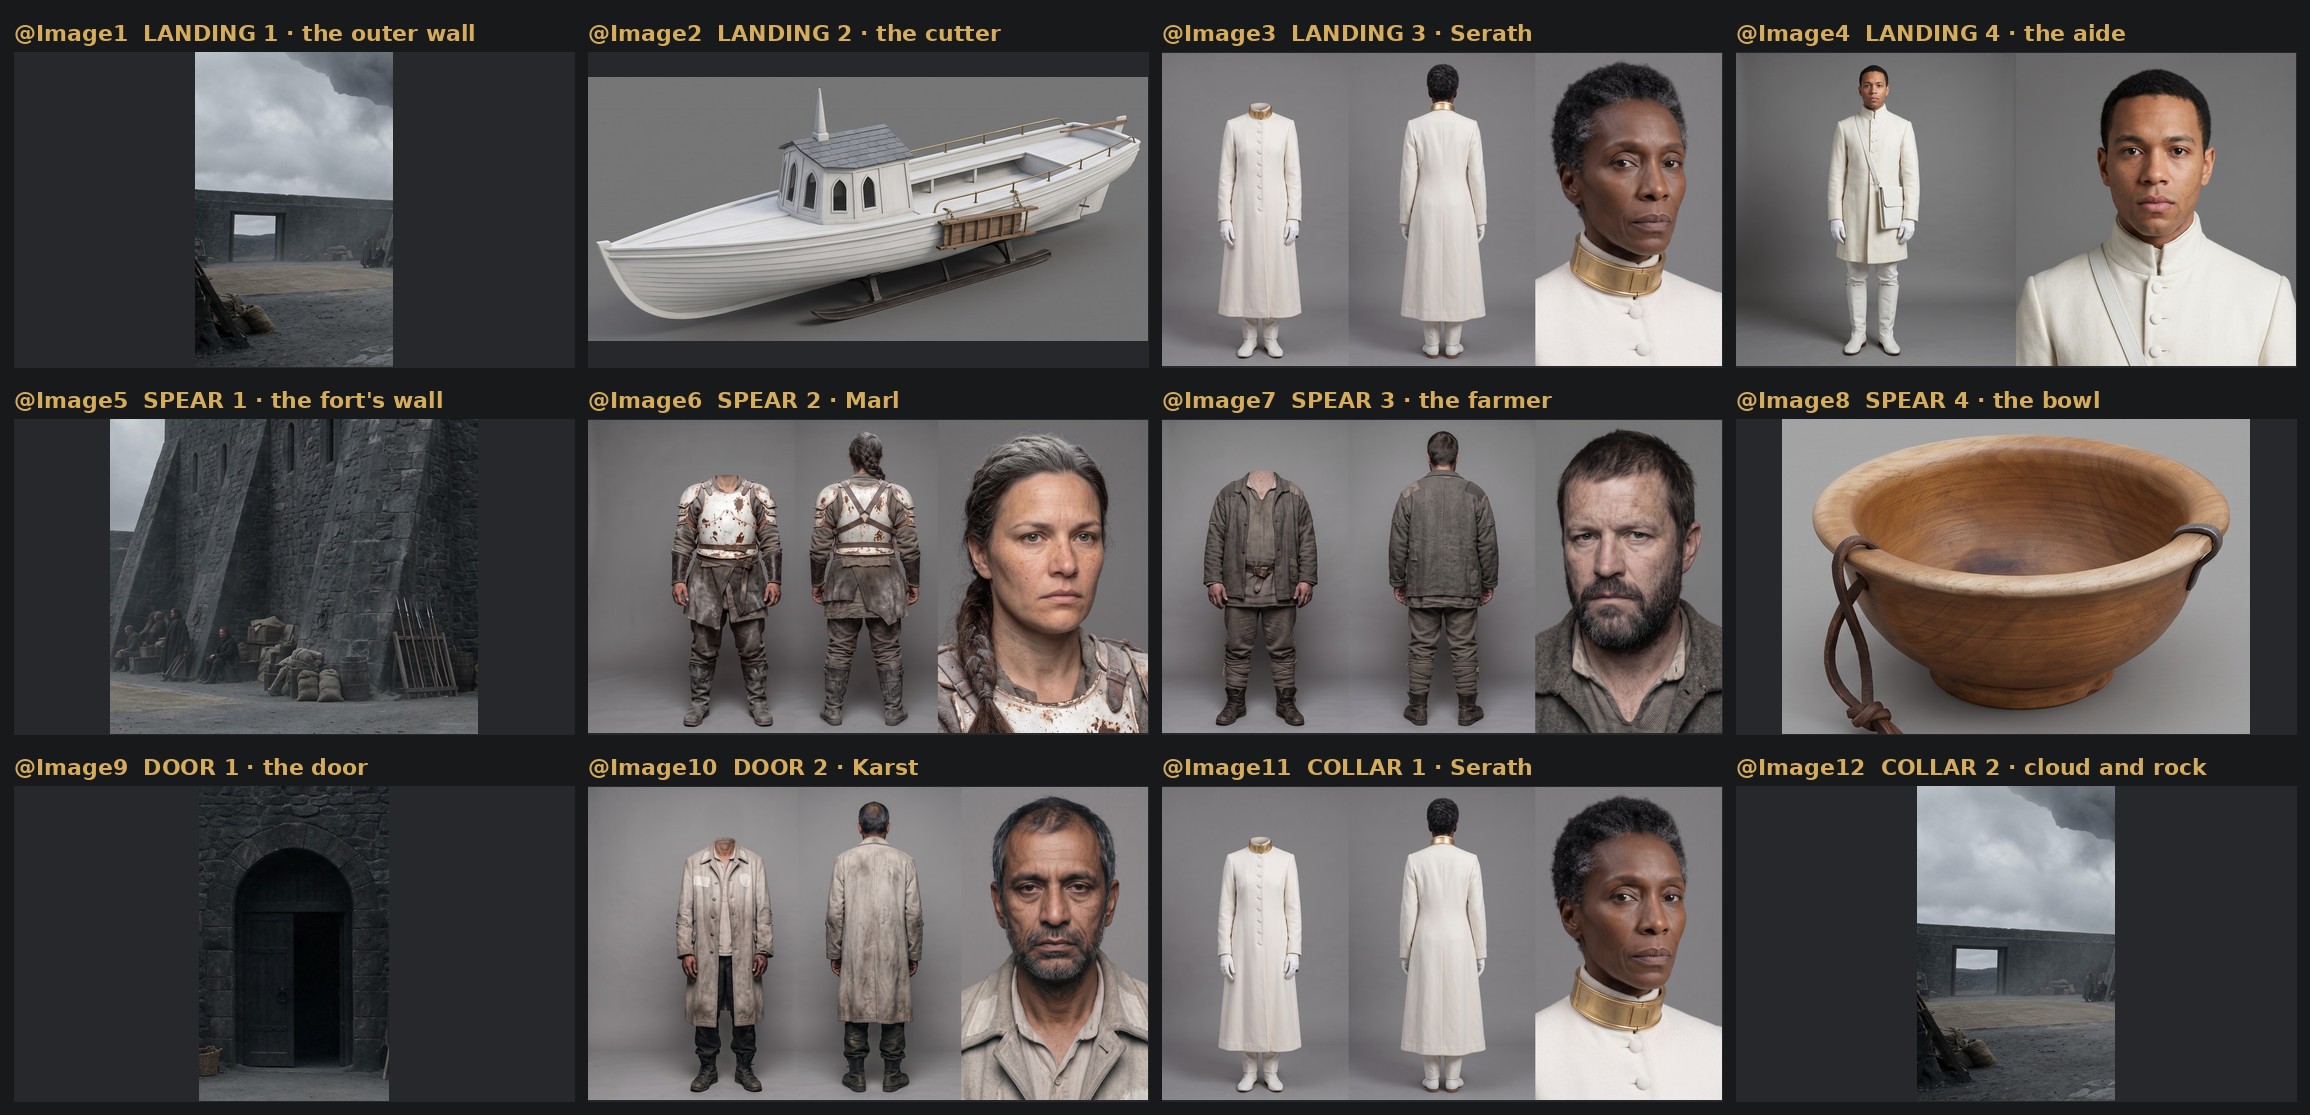 @Image1 LANDING 1 · the outer wall
@Image2 LANDING 2 · the cutter
@Image3 LANDING 3 · Serath
@Image4 LANDING 4 · the aide
@Image5 SPEAR 1 · the fort's wall
@Image6 SPEAR 2 · Marl
@Image7 SPEAR 3 · the farmer
@Image8 SPEAR 4 · the bowl
@Image9 DOOR 1 · the door
@Image10 DOOR 2 · Karst
@Image11 COLLAR 1 · Serath
@Image12 COLLAR 2 · cloud and rock